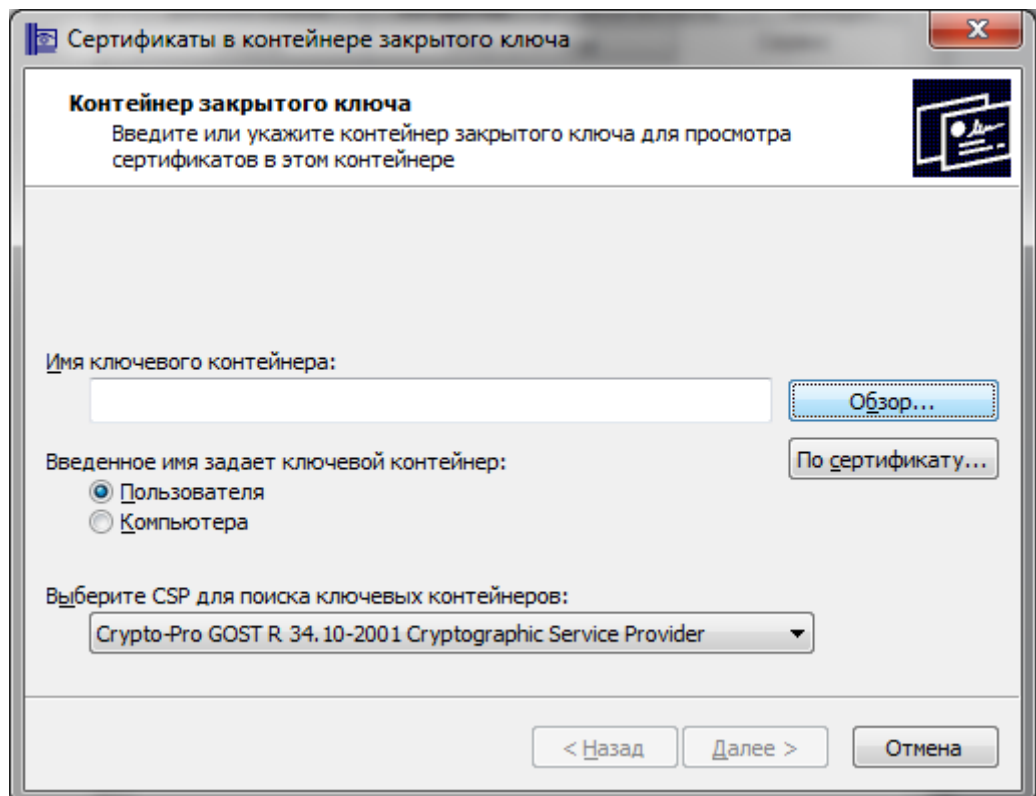 Сертификаты в контейнере закрытого ключа
Контейнер закрытого ключа
Введите или укажите контейнер закрытого ключа для просмотра
сертификатов в этом контейнере
Имя ключевого контейнера:
Обзор...
Введенное имя задает ключевой контейнер:
По сертификату...
Пользователя
Компьютера
Выберите CSP для поиска ключевых контейнеров:
Crypto-Pro GOST R 34.10-2001 Cryptographic Service Provider
< Назад
Далее >
Отмена